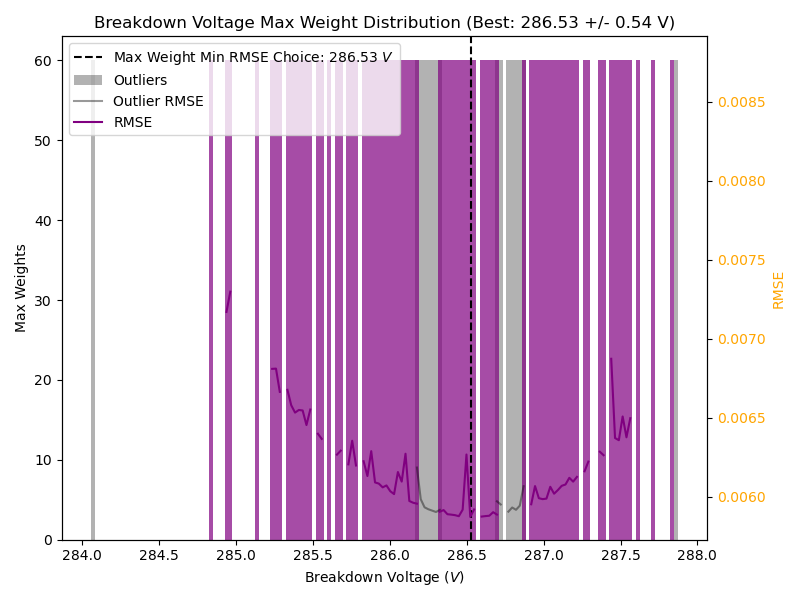 Breakdown Voltage Max Weight Distribution (Best: 286.53 +/- 0.54 V)
Max Weight Min RMSE Choice: 286.53 V
Outliers
Outlier RMSE
RMSE
60
50
40
30
20
10
0
Max Weights
0.0085
0.0080
0.0075
0.0070
0.0065
0.0060
RMSE
284.0 284.5 285.0 285.5 286.0 286.5 287.0 287.5 288.0
Breakdown Voltage (V)